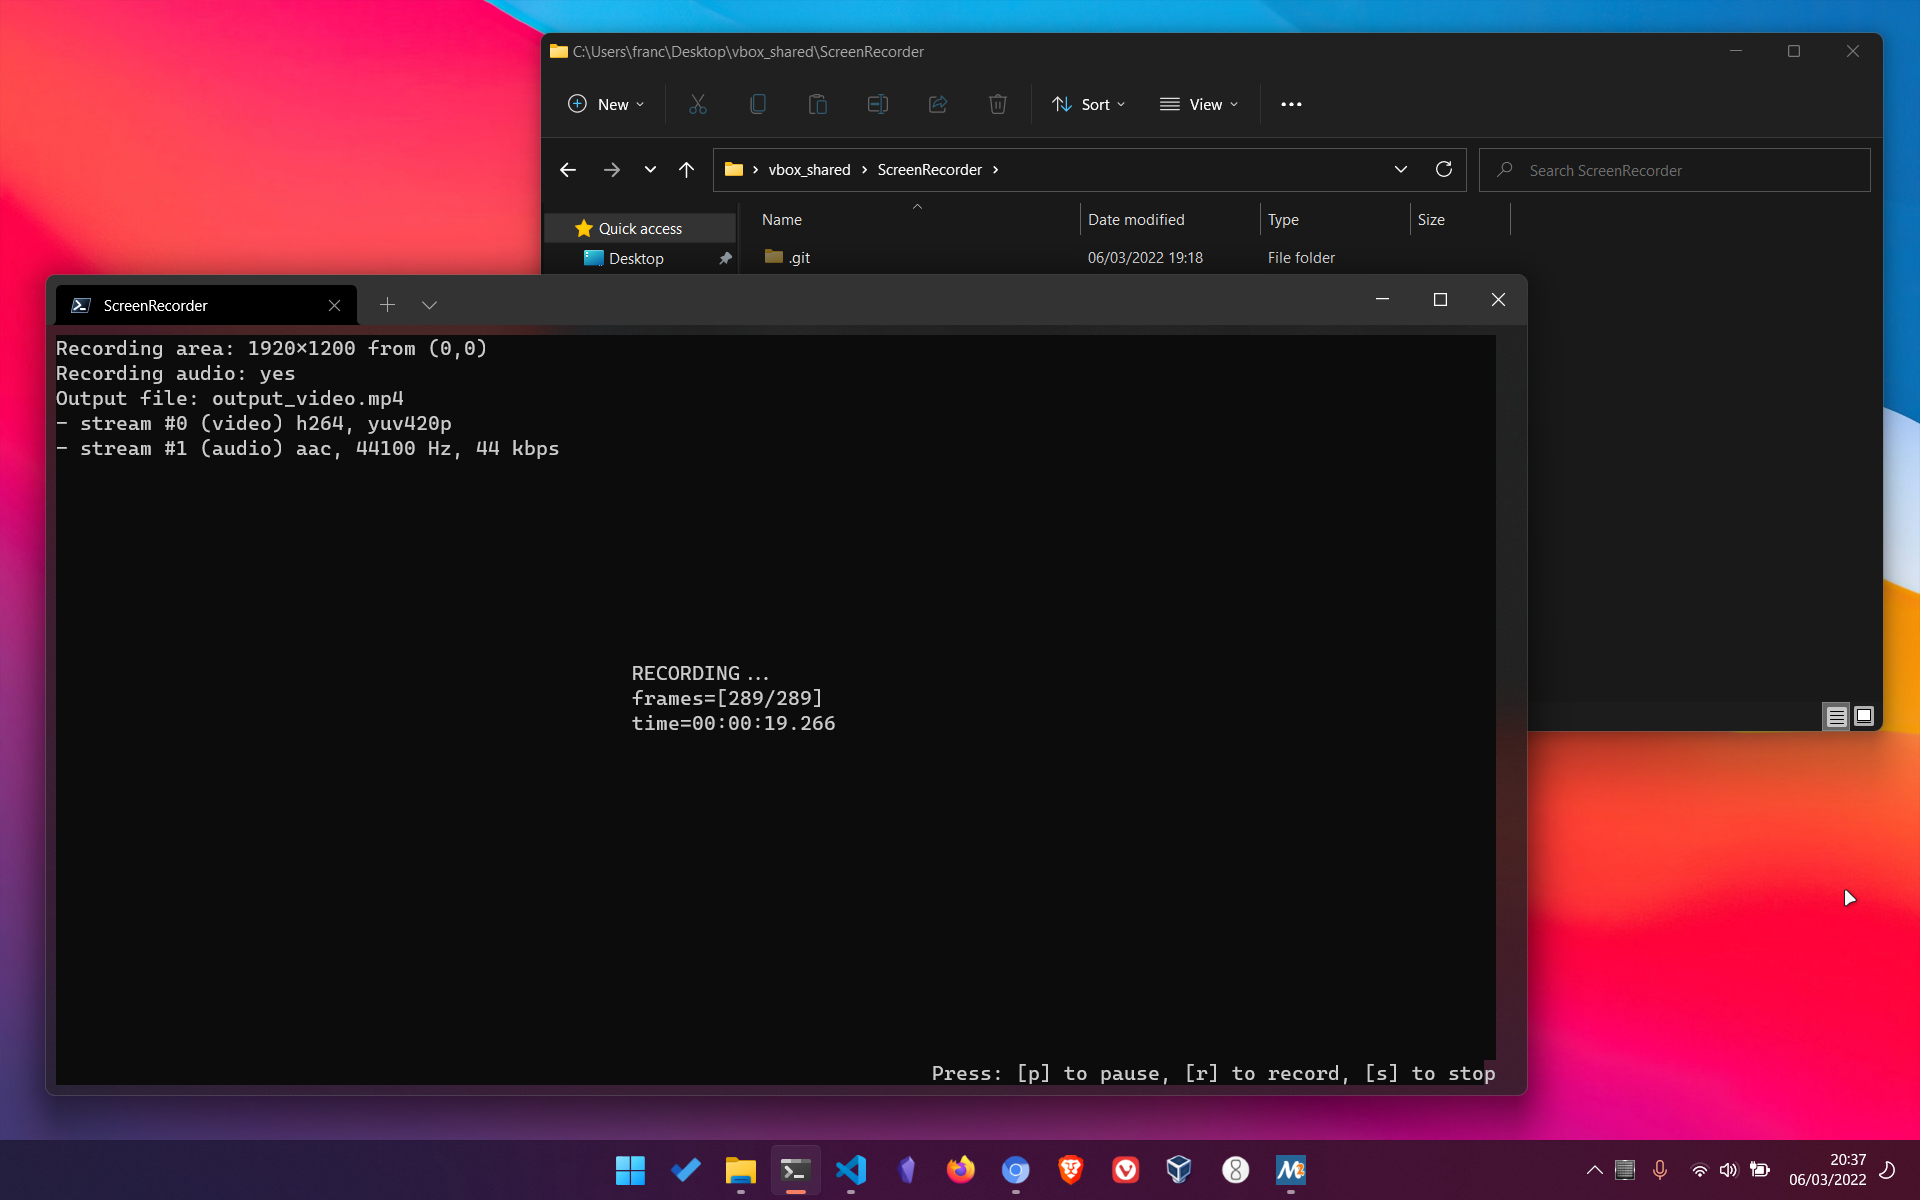 C:\Users\franc\Desktop\vbox_shared\ScreenRecorder
New
Sort
View
vbox_shared
ScreenRecorder
Search ScreenRecorder
Name
Date modified
Type
Size
Quick access
Desktop
.git
06/03/2022 19:18
File folder
ScreenRecorder
Recording area: 1920×1200 from (0,0)
Recording audio: yes
Output file: output_video.mp4
- stream #0 (video) h264, yuv420p
- stream #1 (audio) aac, 44100 Hz, 44 kbps
RECORDING...
frames=[289/289]
time=00:00:19.266
Press: [p] to pause, [r] to record, [s] to stop
20:37
06/03/2022